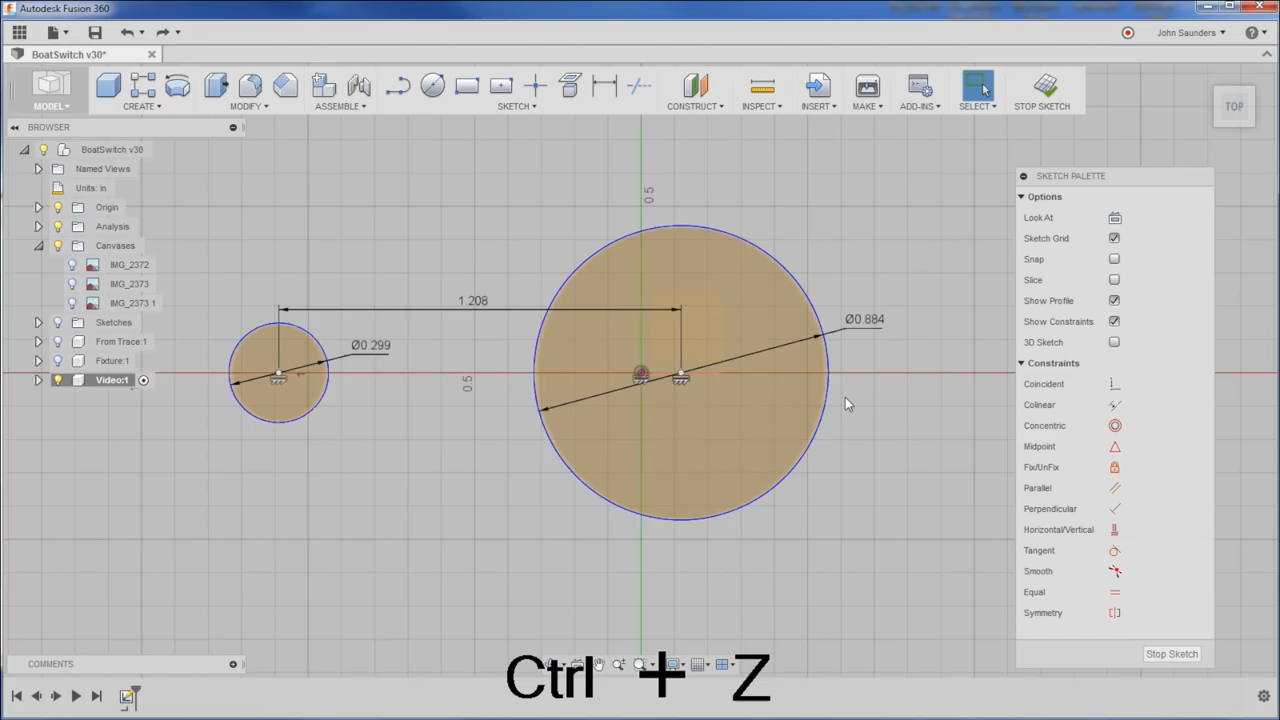 Autodesk Fusion 360
John Saunders
BoatSwitch v30*
MODEL
CREATE
MODIFY
ASSEMBLE
SKETCH
CONSTRUCT
INSPECT
INSERT
MAKE
ADD-INS
SELECT
STOP SKETCH
TOP
BROWSER
BoatSwitch v30
Named Views
Units: in
Origin
Analysis
Canvases
IMG_2372
IMG_2373
IMG_2373 1
Sketches
From Trace:1
Fixture:1
Video:1
0.5
1.208
Ø0.884
Ø0.299
1
0.5
SKETCH PALETTE
Options
Look At
Sketch Grid
Snap
Slice
Show Profile
Show Constraints
3D Sketch
Constraints
Coincident
Colinear
Concentric
Midpoint
Fix/UnFix
Parallel
Perpendicular
Horizontal/Vertical
Tangent
Smooth
Equal
Symmetry
Stop Sketch
COMMENTS
Ctrl + Z